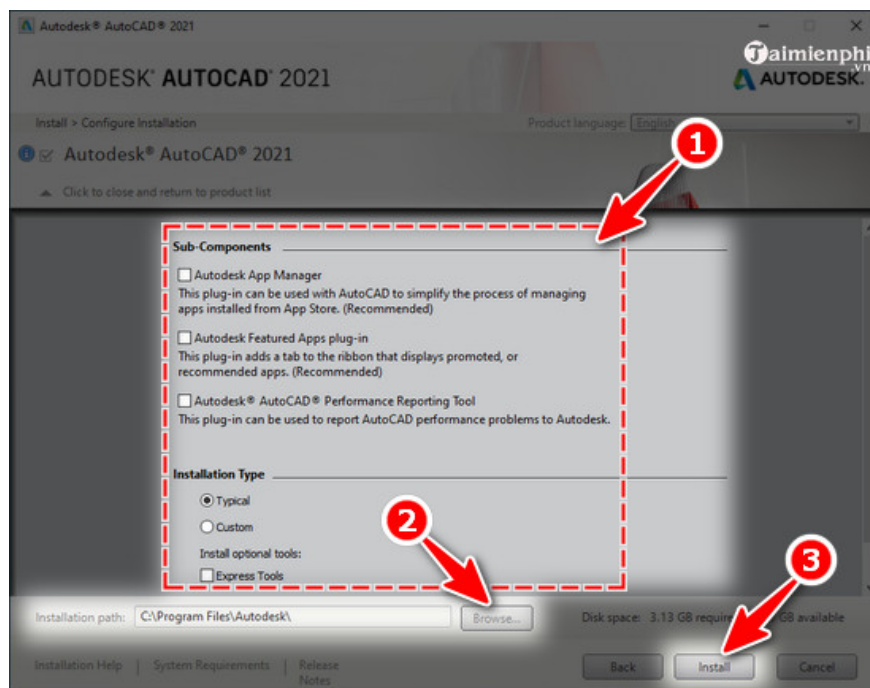 Autodesk® AutoCAD® 2021
Taimienphi
.vn
AUTODESK® AUTOCAD® 2021
AUTODESK.
Install > Configure Installation
Product language: English
1
Autodesk® AutoCAD® 2021
Click to close and return to product list
Sub-Components
Autodesk App Manager
This plug-in can be used with AutoCAD to simplify the process of managing
apps installed from App Store. (Recommended)
Autodesk Featured Apps plug-in
This plug-in adds a tab to the ribbon that displays promoted, or
recommended apps. (Recommended)
Autodesk® AutoCAD® Performance Reporting Tool
This plug-in can be used to report AutoCAD performance problems to Autodesk.
Installation Type
Typical
Custom
2
Install optional tools:
Express Tools
3
Installation path: C:\Program Files\Autodesk\ Browse...
Disk space: 3.13 GB GB available
Installation Help | System Requirements | Release
Notes
Back Install Cancel